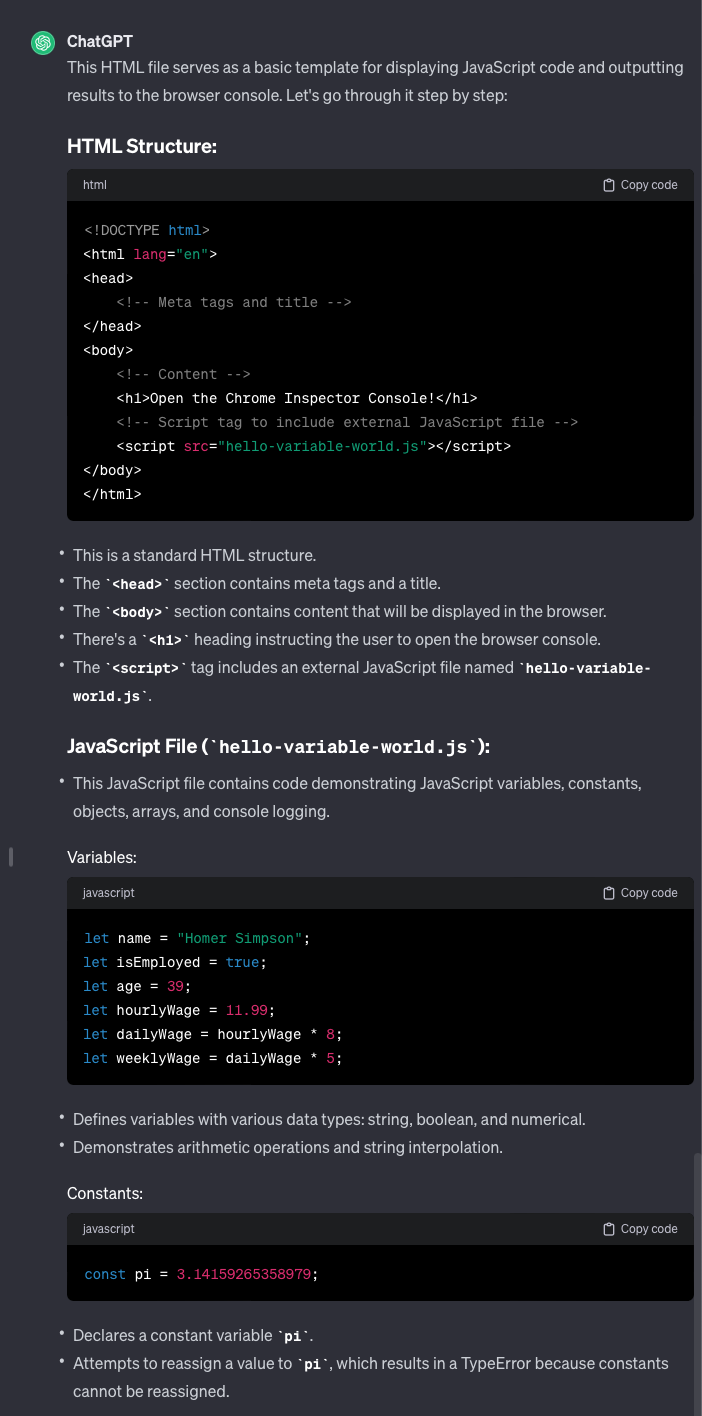 ChatGPT
This HTML file serves as a basic template for displaying JavaScript code and outputting
results to the browser console. Let's go through it step by step:
HTML Structure:
html Copy code
<!DOCTYPE html>
<html lang="en">
<head>
    <!-- Meta tags and title -->
</head>
<body>
    <!-- Content -->
    <h1>Open the Chrome Inspector Console!</h1>
    <!-- Script tag to include external JavaScript file -->
    <script src="hello-variable-world.js"></script>
</body>
</html>
• This is a standard HTML structure.
• The `<head>` section contains meta tags and a title.
• The `<body>` section contains content that will be displayed in the browser.
• There's a `<h1>` heading instructing the user to open the browser console.
• The `<script>` tag includes an external JavaScript file named `hello-variable-
world.js`.
JavaScript File (`hello-variable-world.js`):
• This JavaScript file contains code demonstrating JavaScript variables, constants,
objects, arrays, and console logging.
Variables:
javascript Copy code
let name = "Homer Simpson";
let isEmployed = true;
let age = 39;
let hourlyWage = 11.99;
let dailyWage = hourlyWage * 8;
let weeklyWage = dailyWage * 5;
• Defines variables with various data types: string, boolean, and numerical.
• Demonstrates arithmetic operations and string interpolation.
Constants:
javascript Copy code
const pi = 3.14159265358979;
• Declares a constant variable `pi`.
• Attempts to reassign a value to `pi`, which results in a TypeError because constants
cannot be reassigned.